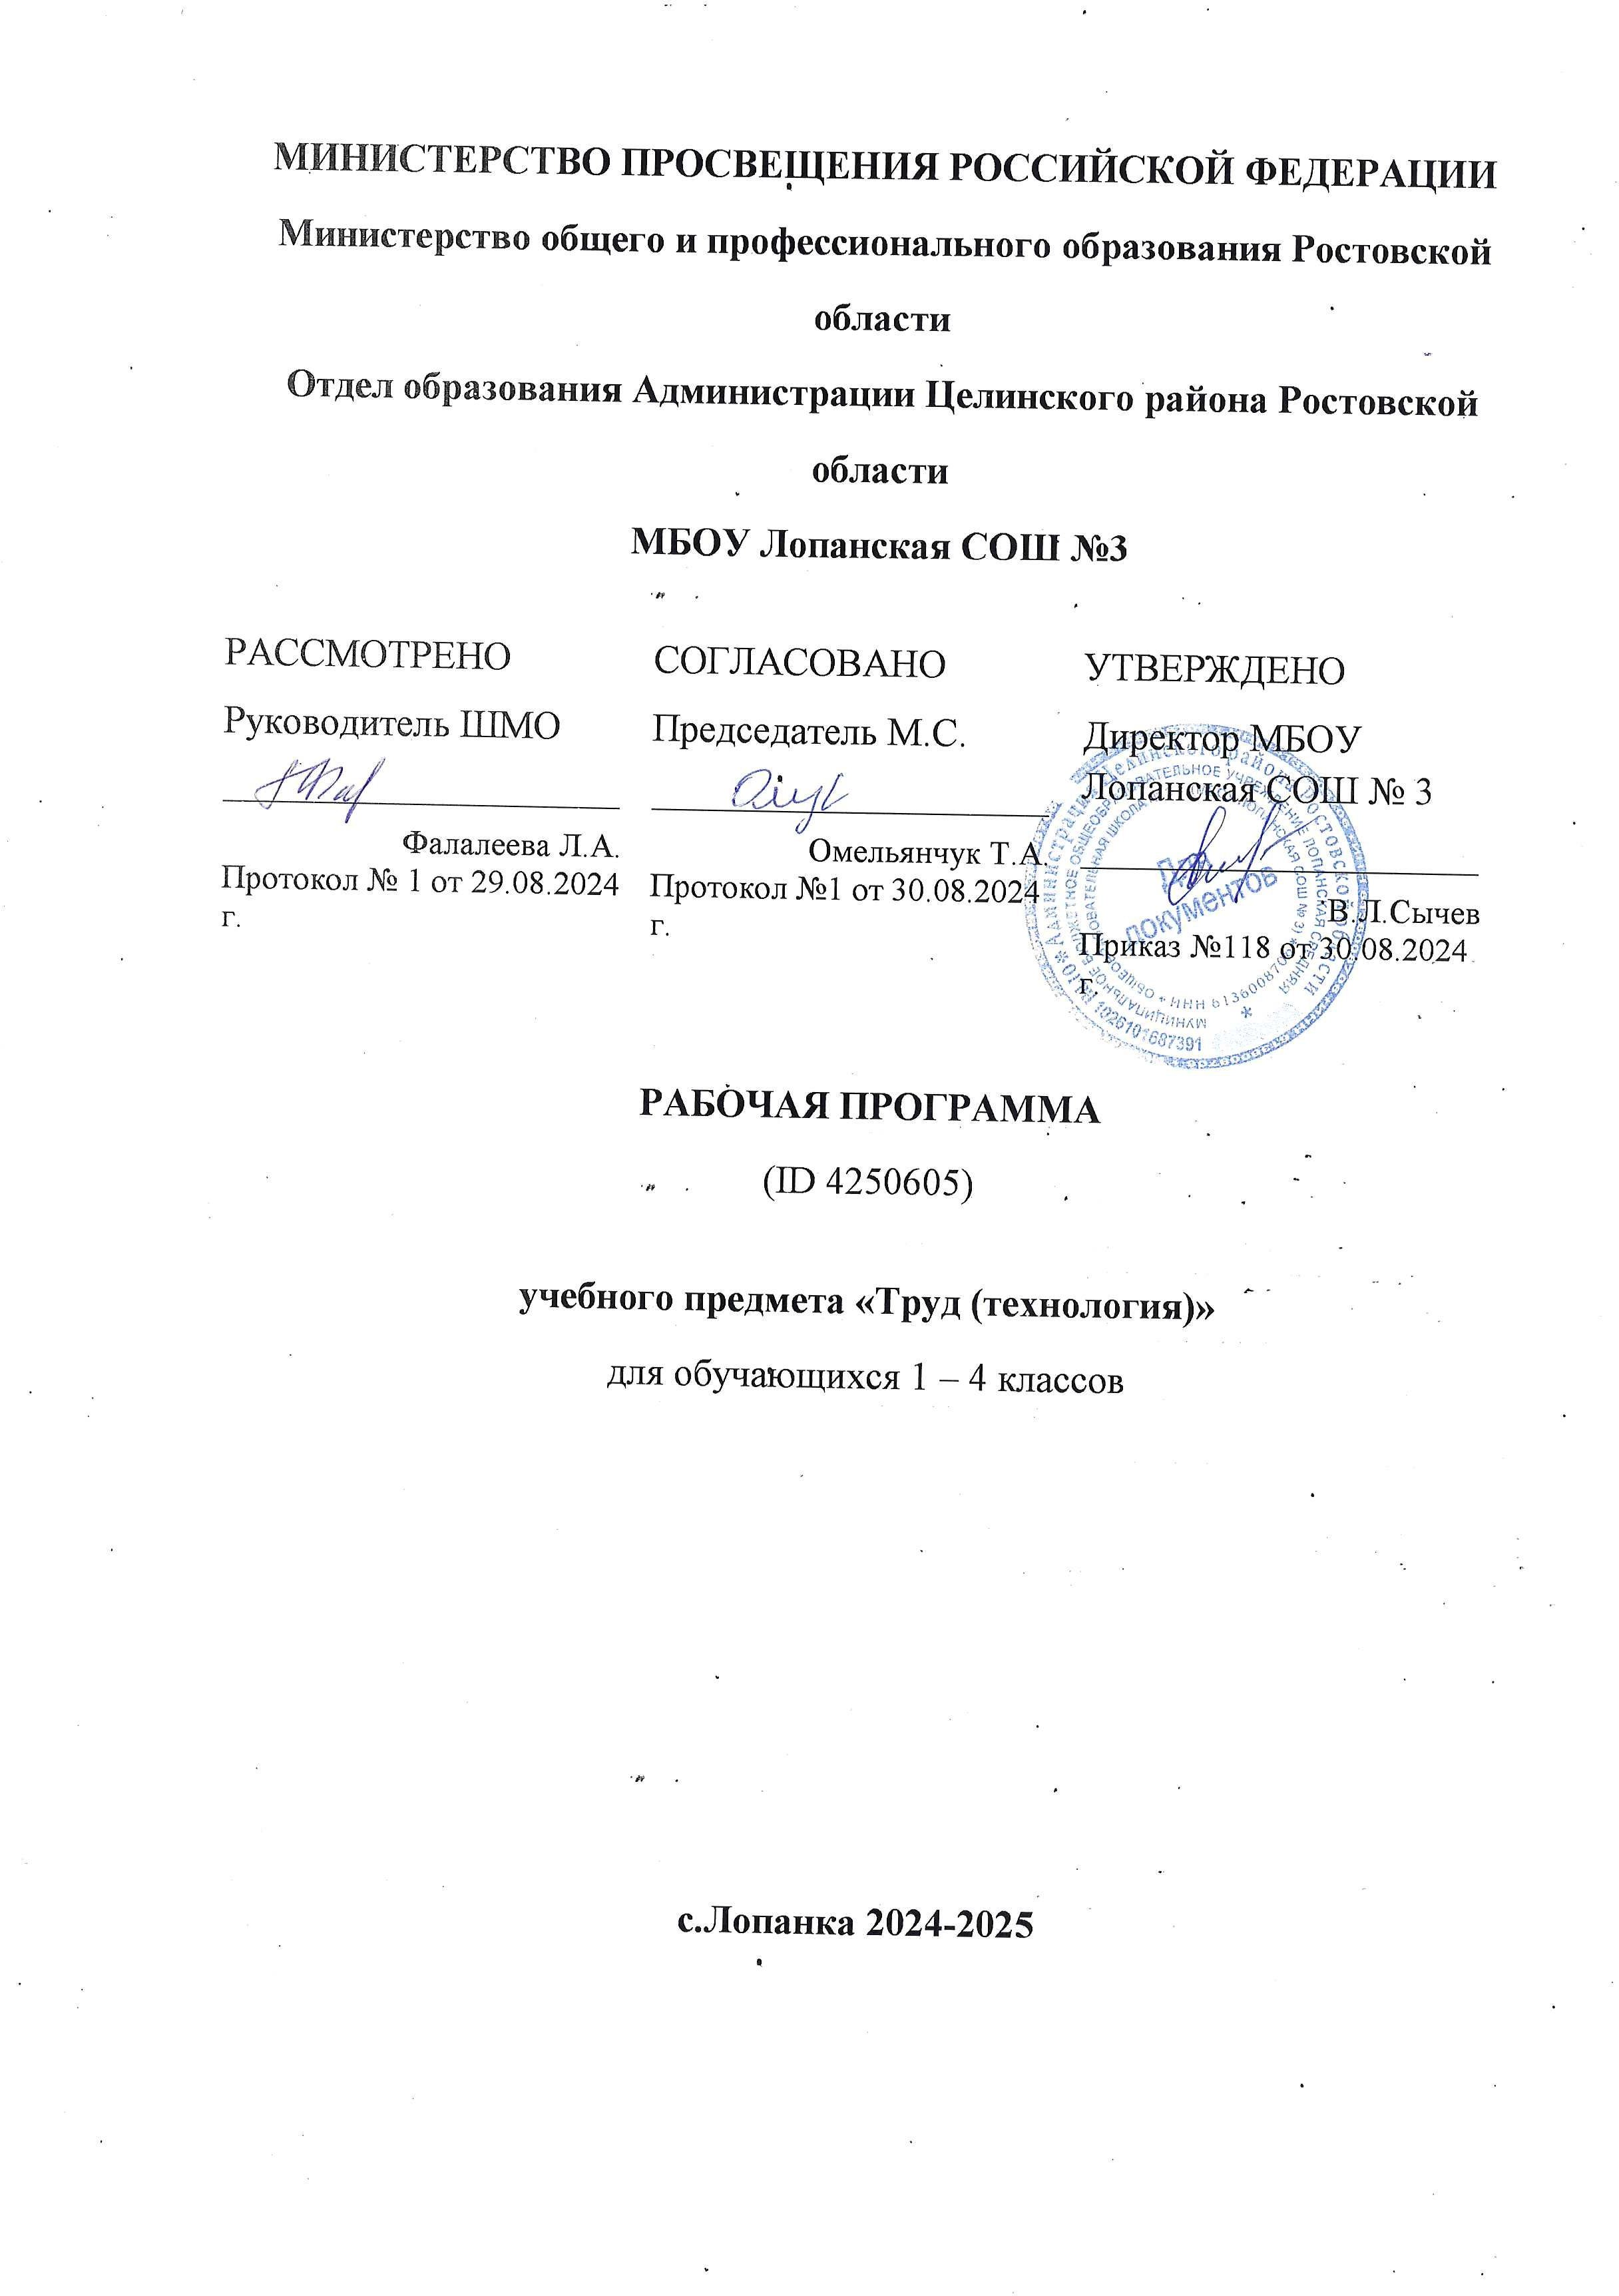 МИНИСТЕРСТВО ПРОСВЕЩЕНИЯ РОССИЙСКОЙ ФЕДЕРАЦИИ
Министерство общего и профессионального образования Ростовской
области
Отдел образования Администрации Целинского района Ростовской
области
МБОУ Лопанская СОШ №3
РАССМОТРЕНО
Руководитель ШМО
Фалалеева Л.А.
Протокол № 1 от 29.08.2024
г.
СОГЛАСОВАНО
Председатель М.С.
Омельянчук Т.А.
Протокол №1 от 30.08.2024
г.
УТВЕРЖДЕНО
Директор МБОУ
Лопанская СОШ № 3
В.Л.Сычев
Приказ №118 от 30.08.2024
г.
Для
документов
1026101687391
РАБОЧАЯ ПРОГРАММА
(ID 4250605)
учебного предмета «Труд (технология)»
для обучающихся 1 – 4 классов
с.Лопанка 2024-2025